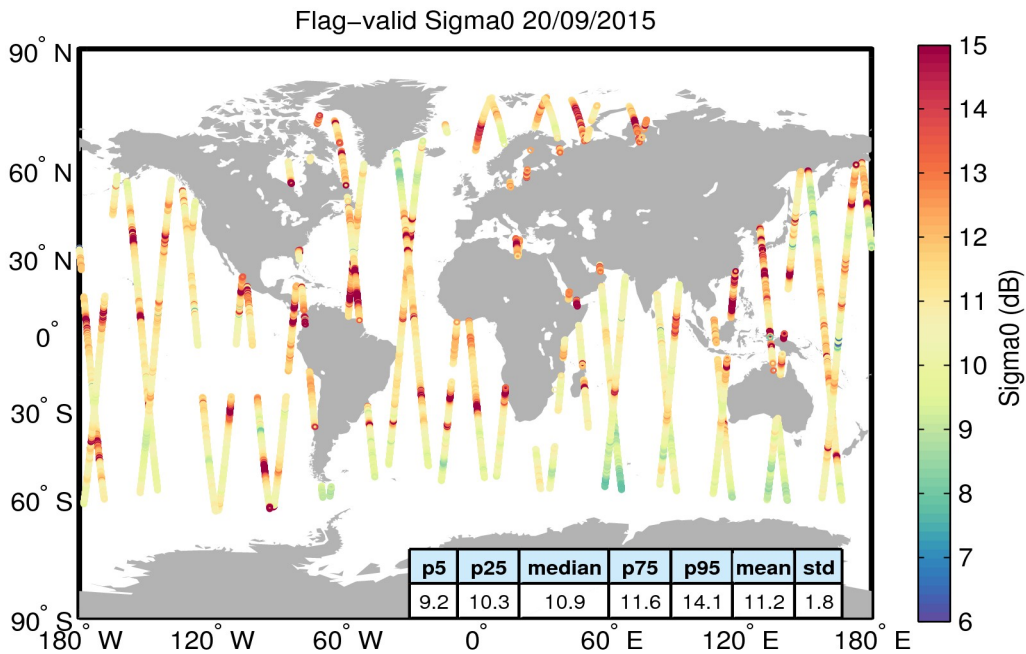 Flag−valid Sigma0 20/09/2015
90° N
60° N
30° N
0°
30° S
60° S
90° S
180° W
120° W
60° W
0°
60° E
120° E
180° E
15
14
13
12
11
10
9
8
7
6
Sigma0 (dB)
p5 p25 median p75 p95 mean std
9.2 10.3 10.9 11.6 14.1 11.2 1.8